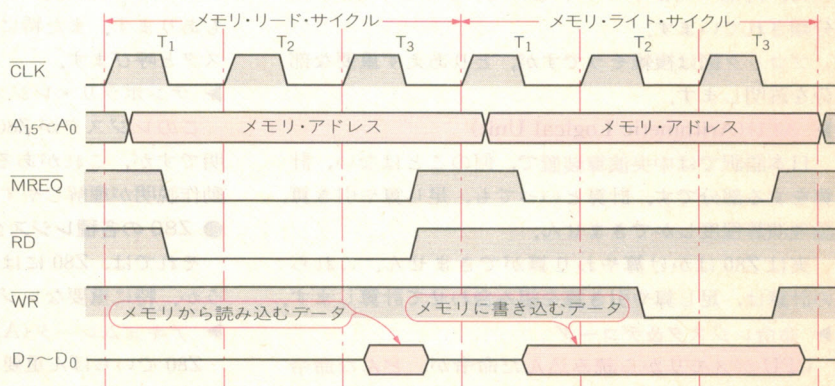 メモリ・リード・サイクル
メモリ・ライト・サイクル
T1 T2 T3 T1 T2 T3
CLK
A15~A0 メモリ・アドレス メモリ・アドレス
MREQ
RD
WR
メモリから読み込むデータ メモリに書き込むデータ
D7~D0